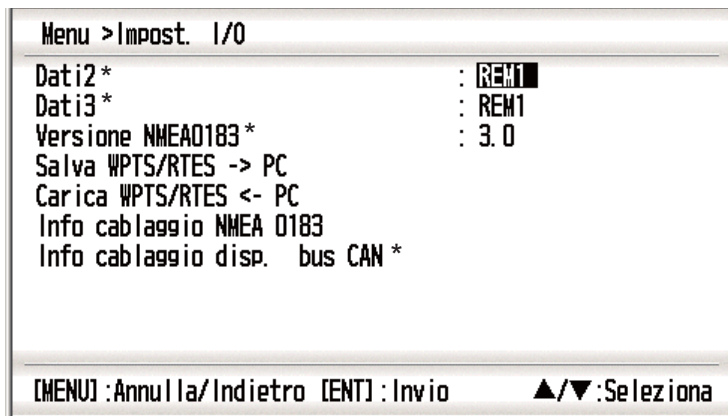 Menu >Impost. I/O
Dati2* : REM1
Dati3* : REM1
Versione NMEA0183* : 3.0
Salva WPTS/RTES -> PC
Carica WPTS/RTES <- PC
Info cablaggio NMEA 0183
Info cablaggio disp. bus CAN*
[MENU]:Annulla/Indietro [ENT]:Invio ▲/▼:Seleziona